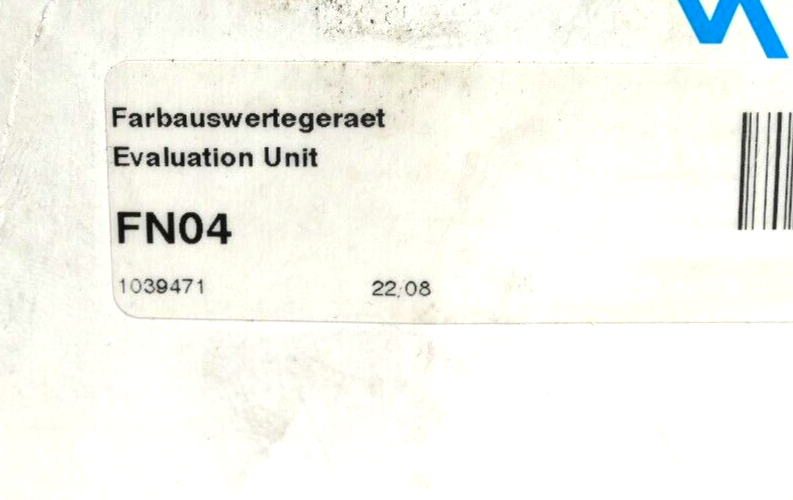 Farbauswertegeraet
Evaluation Unit
FN04
1039471 22:08